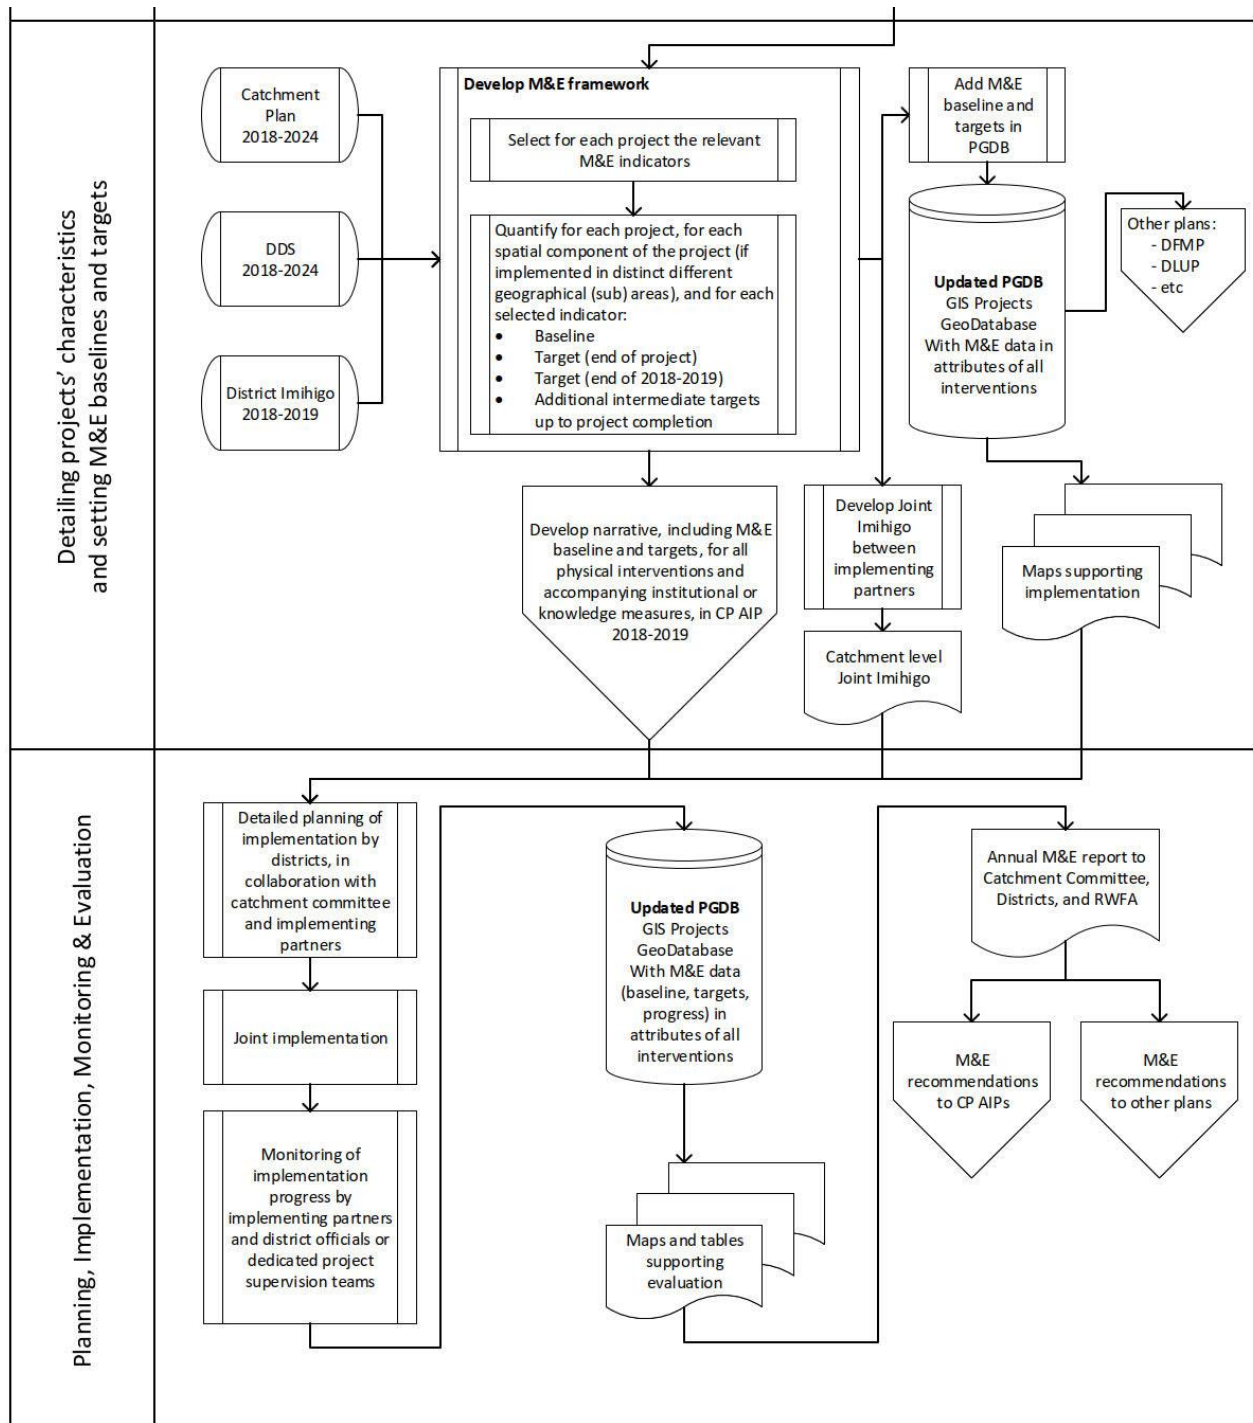 Detailing projects' characteristics
and setting M&E baselines and targets
Catchment
Plan
2018-2024
DDS
2018-2024
District Imihigo
2018-2019
Develop M&E framework
Select for each project the relevant
M&E indicators
Quantify for each project, for each
spatial component of the project (if
implemented in distinct different
geographical (sub) areas), and for each
selected indicator:
• Baseline
• Target (end of project)
• Target (end of 2018-2019)
• Additional intermediate targets
up to project completion
Add M&E
baseline and
targets in
PGDB
Updated PGDB
GIS Projects
GeoDatabase
With M&E data in
attributes of all
interventions
Other plans:
- DFMP
- DLUP
- etc
Develop narrative, including M&E
baseline and targets, for all
physical interventions and
accompanying institutional or
knowledge measures, in CP AIP
2018-2019
Develop Joint
Imihigo
between
implementing
partners
Catchment level
Joint Imihigo
Maps supporting
implementation
Planning, Implementation, Monitoring & Evaluation
Detailed planning of
implementation by
districts, in
collaboration with
catchment committee
and implementing
partners
Joint implementation
Monitoring of
implementation
progress by
implementing partners
and district officials or
dedicated project
supervision teams
Updated PGDB
GIS Projects
GeoDatabase
With M&E data
(baseline, targets,
progress) in
attributes of all
interventions
Maps and tables
supporting
evaluation
Annual M&E report to
Catchment Committee,
Districts, and RWFA
M&E
recommendations
to CP AIPs
M&E
recommendations
to other plans